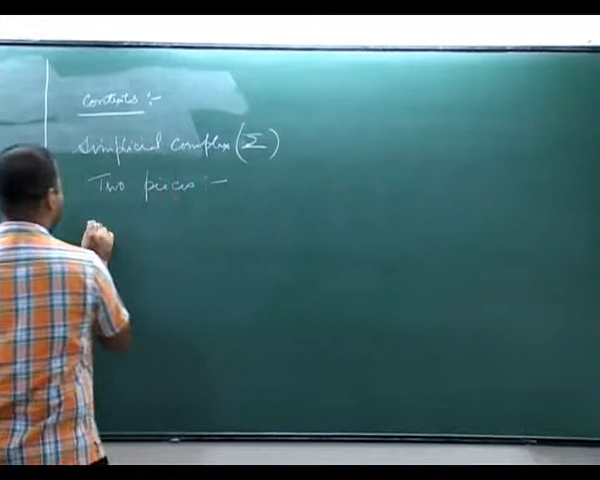 Contents :-
Simplicial Complex (Σ)
Two pieces :-